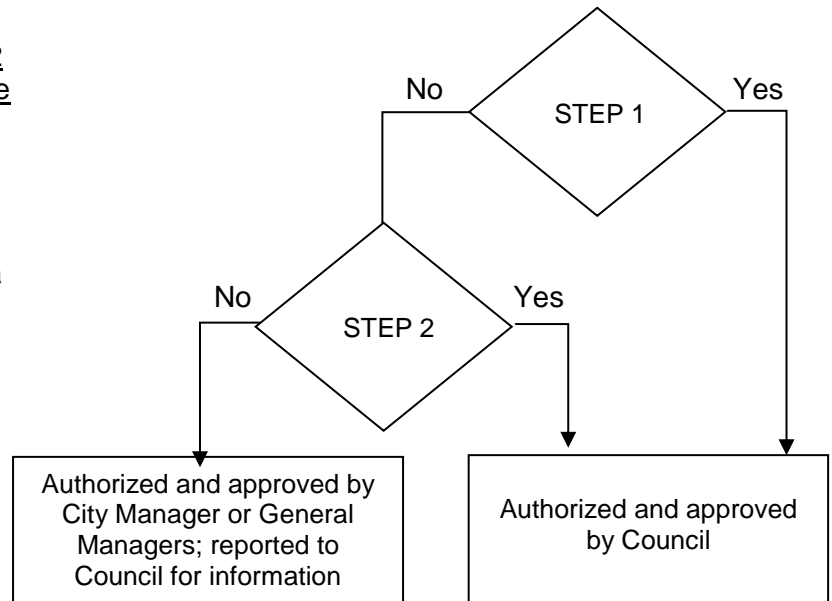 No
Yes
STEP 1
No
Yes
STEP 2
Authorized and approved by
City Manager or General
Managers; reported to
Council for information
Authorized and approved
by Council